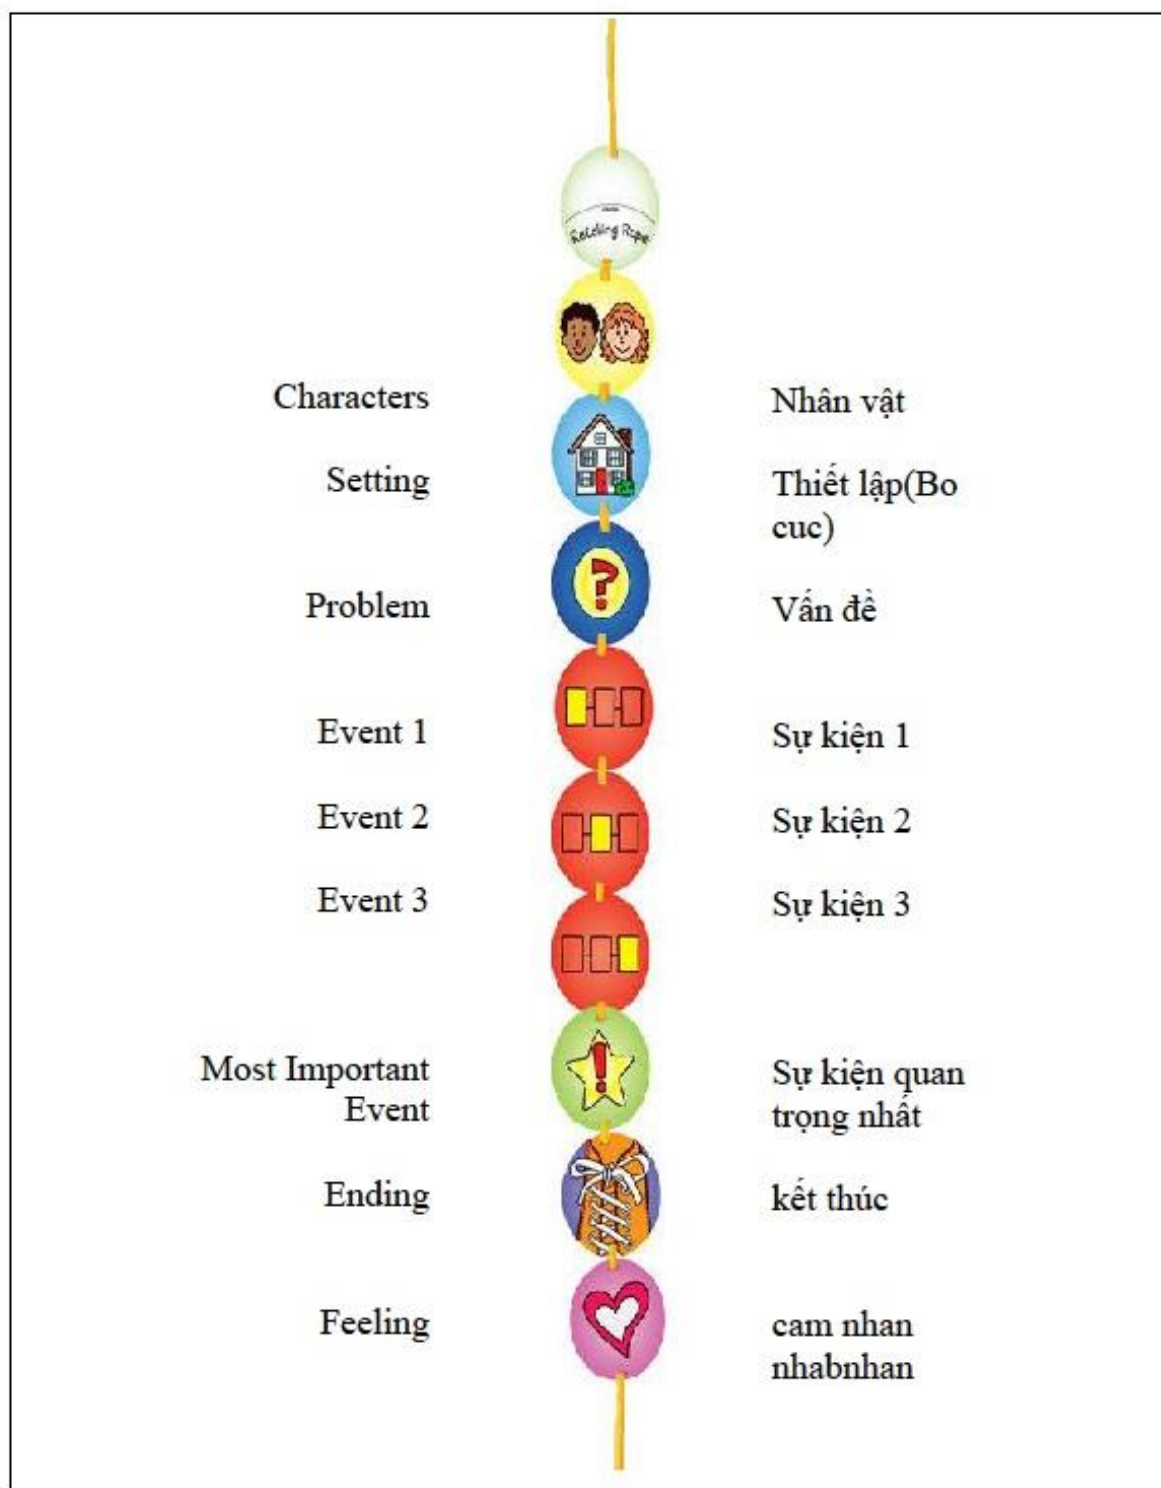 Retelling Rope
Characters
Nhân vật
Setting
Thiết lập(Bo
cuc)
Problem
Vấn đề
Event 1
Sự kiện 1
Event 2
Sự kiện 2
Event 3
Sự kiện 3
Most Important
Event
Sự kiện quan
trọng nhất
Ending
kết thúc
Feeling
cam nhan
nhabnhan